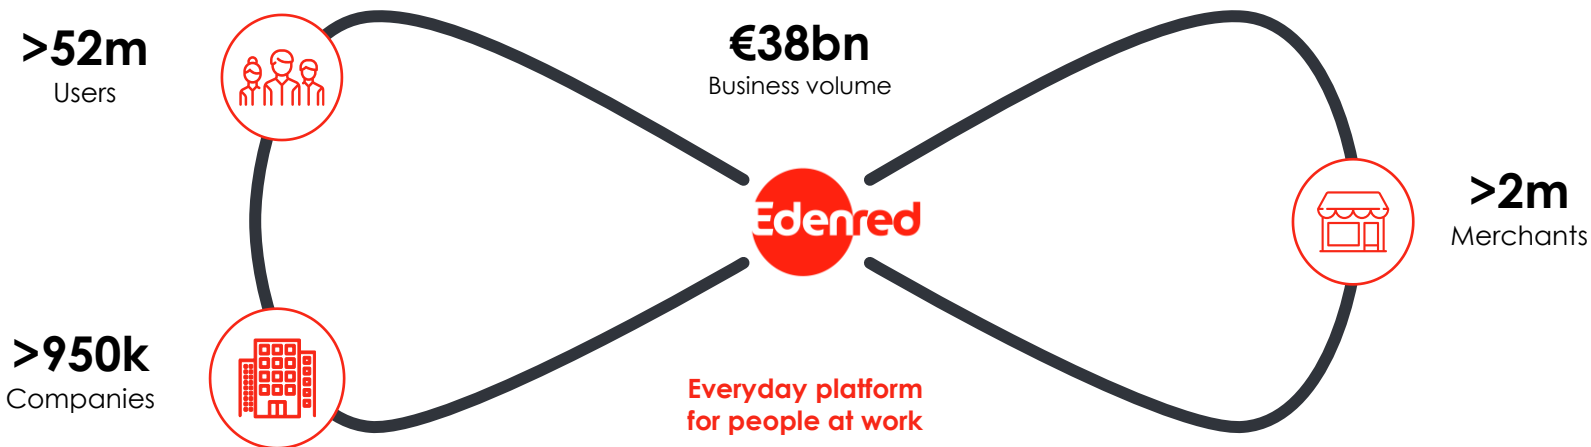 >52m
Users
€38bn
Business volume
Edenred
>2m
Merchants
>950k
Companies
Everyday platform
for people at work